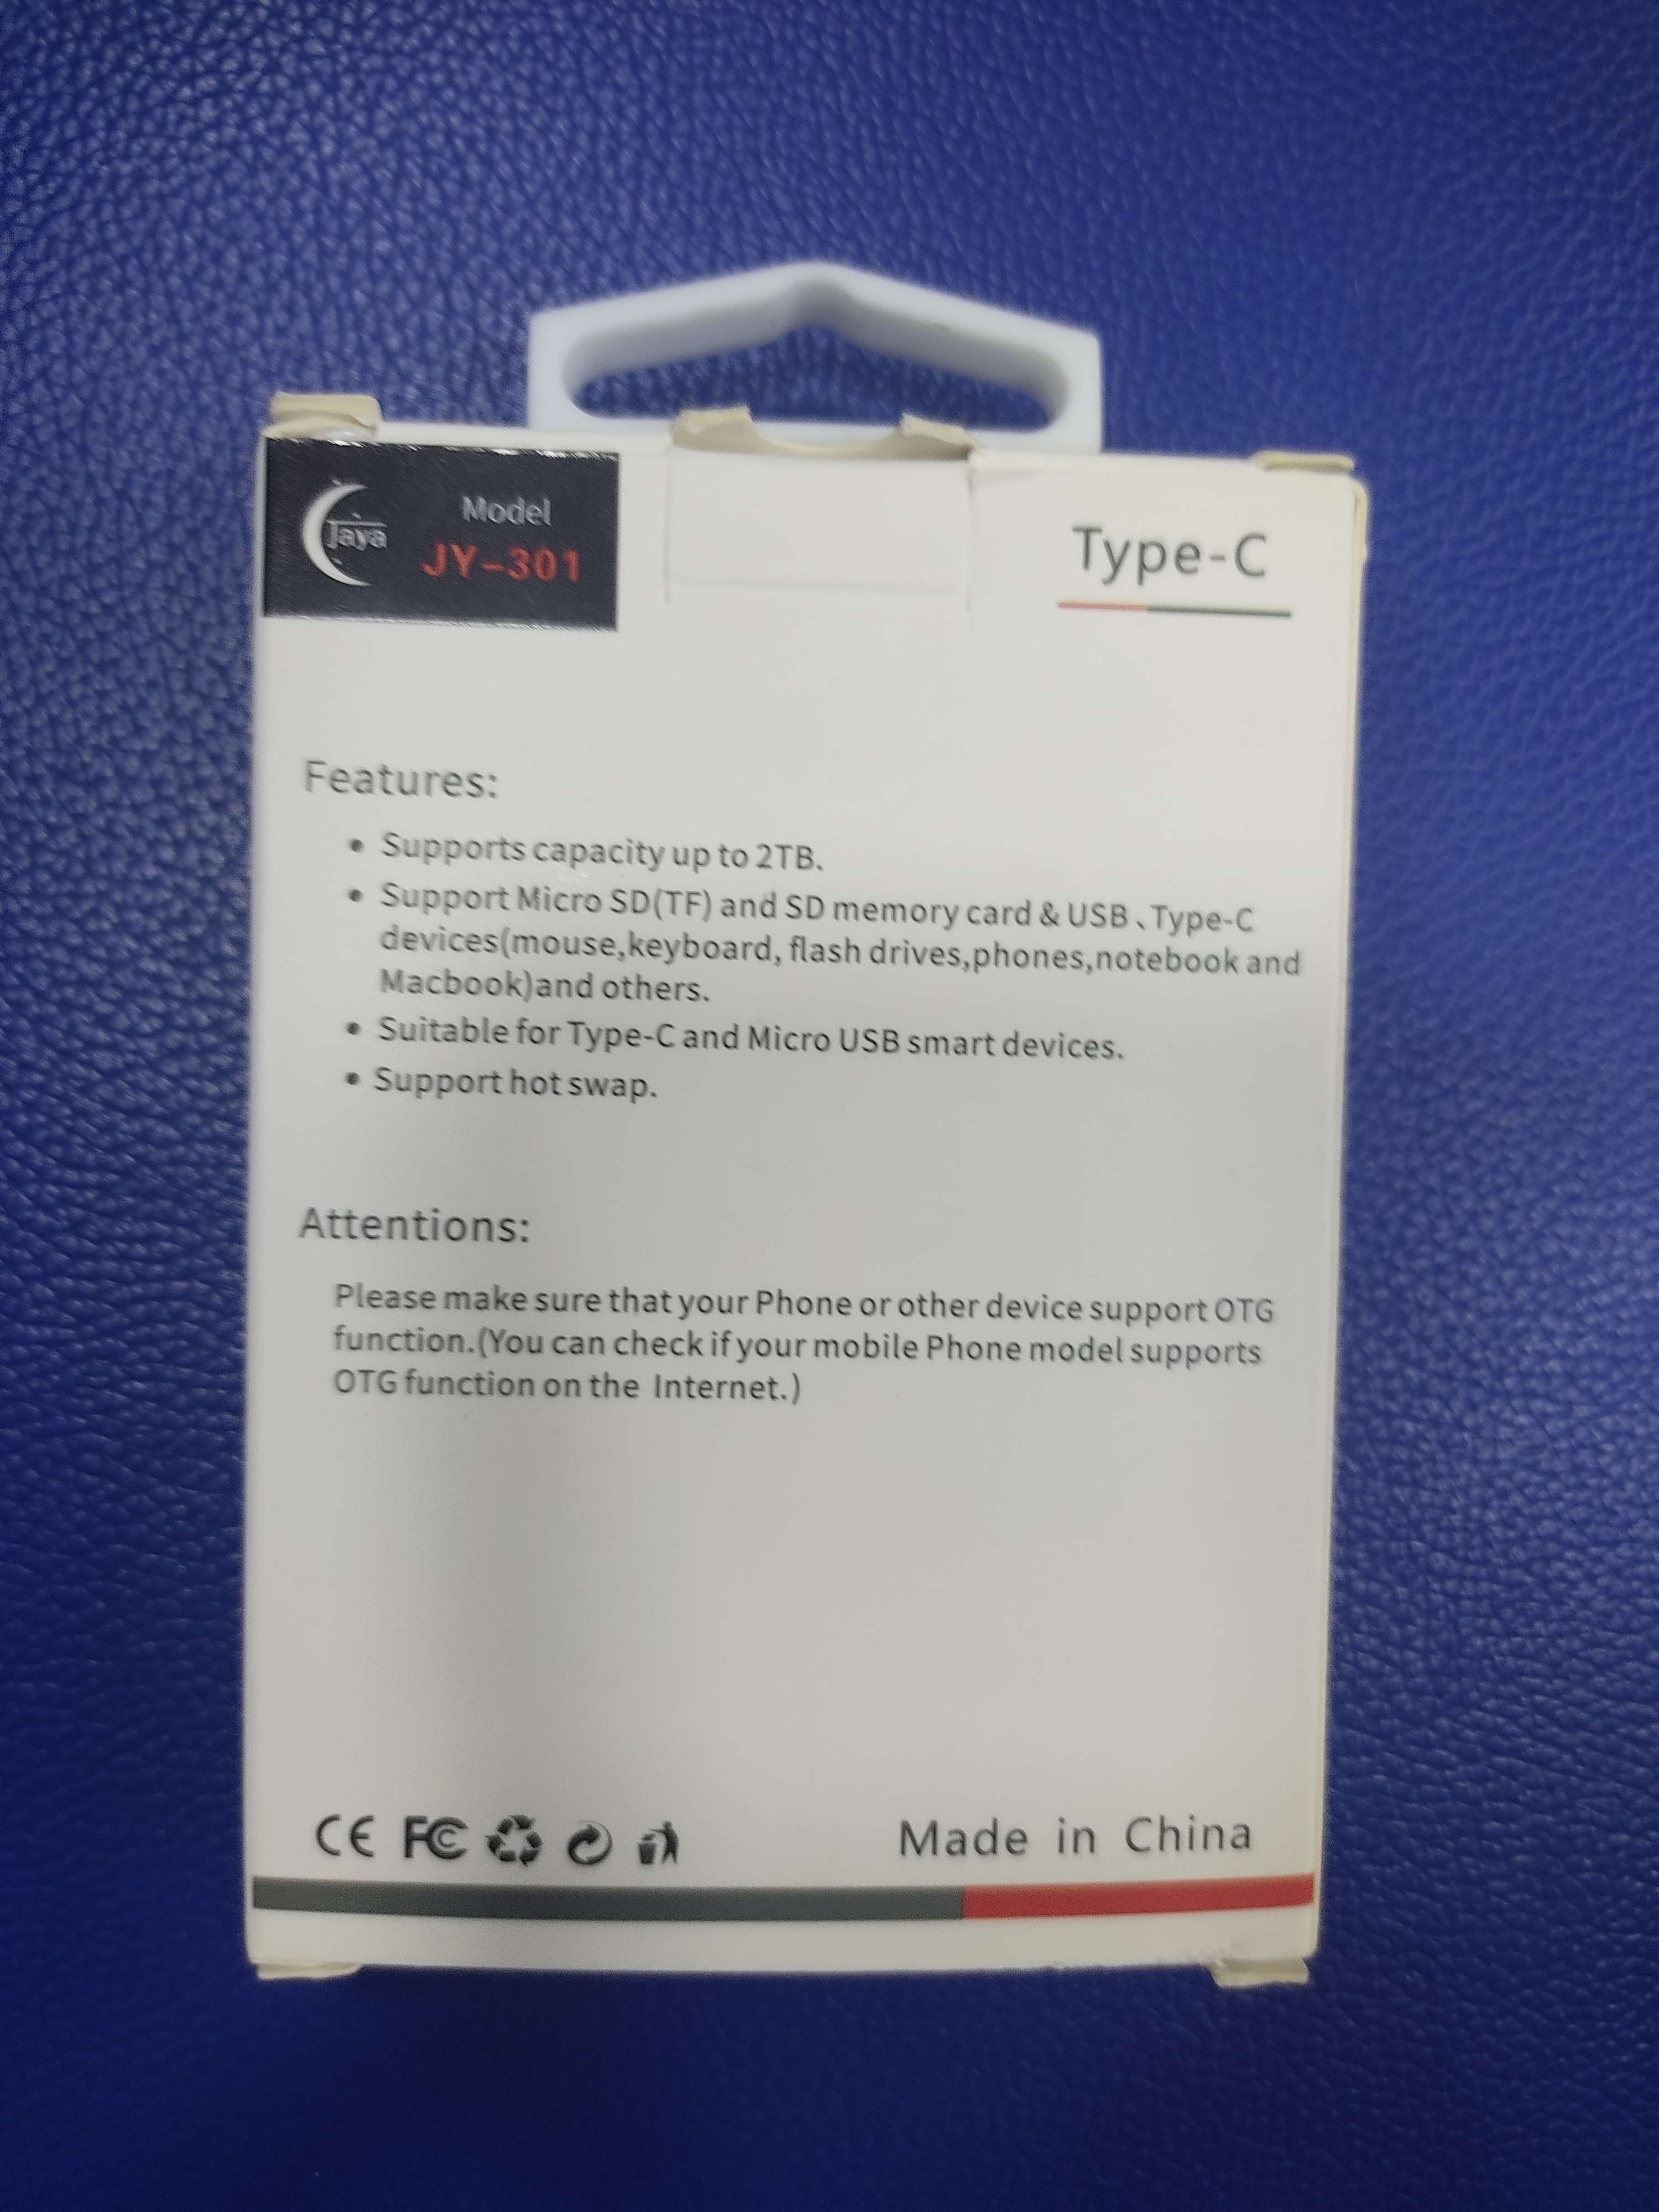 Jaya
Model
JY-301
Type-C
Features:
• Supports capacity up to 2TB.
• Support Micro SD(TF) and SD memory card & USB、Type-C
devices(mouse,keyboard, flash drives,phones,notebook and
Macbook)and others.
• Suitable for Type-C and Micro USB smart devices.
• Support hot swap.
Attentions:
Please make sure that your Phone or other device support OTG
function.(You can check if your mobile Phone model supports
OTG function on the Internet.)
CE FC Made in China